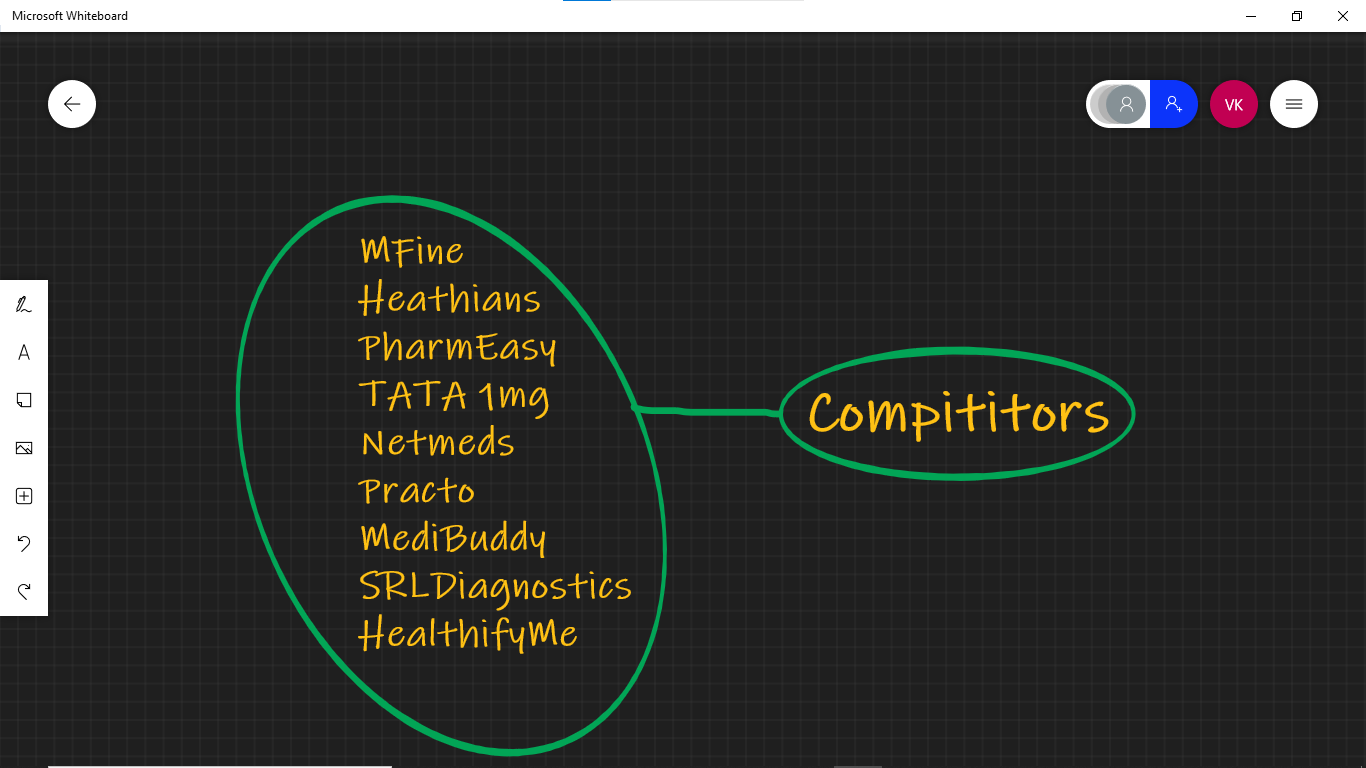 Microsoft Whiteboard
VK
MFine
Heathians
PharmEasy
TATA 1mg
Netmeds
Practo
MediBuddy
SRLDiagnostics
HealthifyMe
Compititors